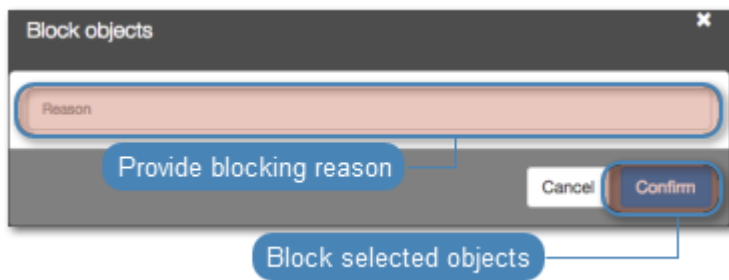 Block objects
Reason
Provide blocking reason
Cancel
Confirm
Block selected objects